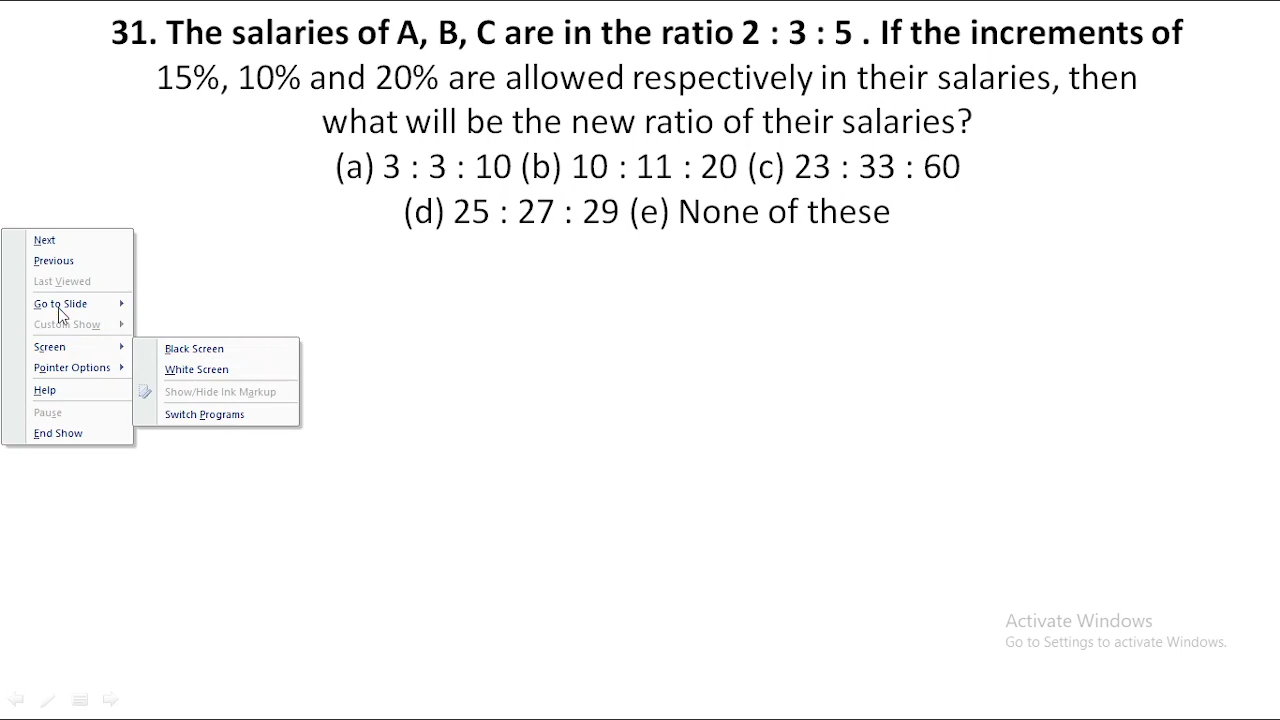 31. The salaries of A, B, C are in the ratio 2 : 3 : 5 . If the increments of
15%, 10% and 20% are allowed respectively in their salaries, then
what will be the new ratio of their salaries?
(a) 3 : 3 : 10 (b) 10 : 11 : 20 (c) 23 : 33 : 60
(d) 25 : 27 : 29 (e) None of these
Next
Previous
Last Viewed
Go to Slide
Custom Show
Screen
Pointer Options
Help
Pause
End Show
Black Screen
White Screen
Show/Hide Ink Markup
Switch Programs
Activate Windows
Go to Settings to activate Windows.